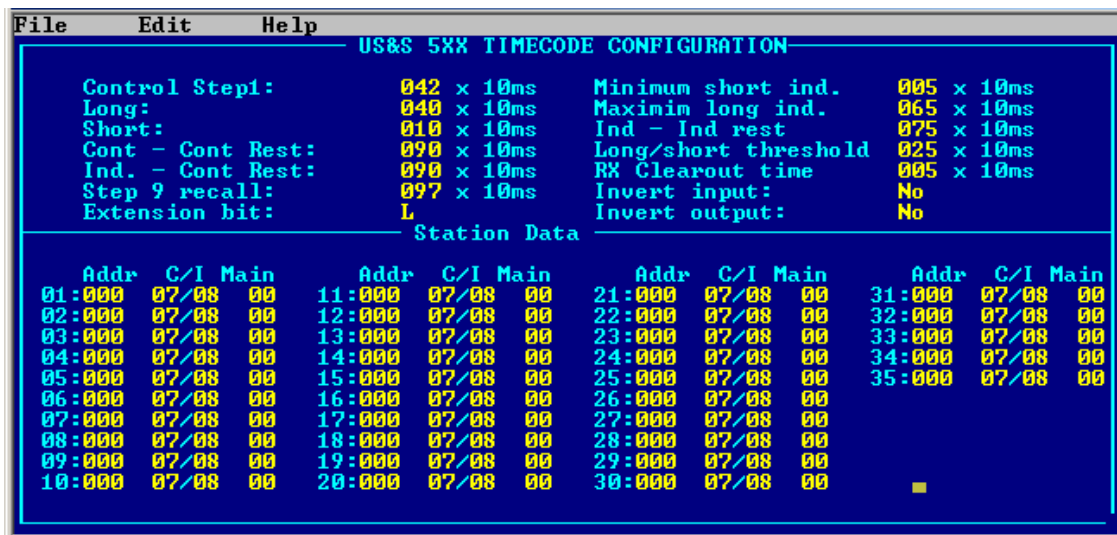 File Edit Help
US&S 5XX TIMECODE CONFIGURATION
Control Step1: 042 x 10ms Minimum short ind. 005 x 10ms
Long: 040 x 10ms Maximim long ind. 065 x 10ms
Short: 010 x 10ms Ind - Ind rest 075 x 10ms
Cont - Cont Rest: 090 x 10ms Long/short threshold 025 x 10ms
Ind. - Cont Rest: 090 x 10ms RX Clearout time 005 x 10ms
Step 9 recall: 097 x 10ms Invert input: No
Extension bit: L Invert output: No
Station Data
Addr C/I Main Addr C/I Main Addr C/I Main Addr C/I Main
01:000 07/08 00 11:000 07/08 00 21:000 07/08 00 31:000 07/08 00
02:000 07/08 00 12:000 07/08 00 22:000 07/08 00 32:000 07/08 00
03:000 07/08 00 13:000 07/08 00 23:000 07/08 00 33:000 07/08 00
04:000 07/08 00 14:000 07/08 00 24:000 07/08 00 34:000 07/08 00
05:000 07/08 00 15:000 07/08 00 25:000 07/08 00 35:000 07/08 00
06:000 07/08 00 16:000 07/08 00 26:000 07/08 00
07:000 07/08 00 17:000 07/08 00 27:000 07/08 00
08:000 07/08 00 18:000 07/08 00 28:000 07/08 00
09:000 07/08 00 19:000 07/08 00 29:000 07/08 00
10:000 07/08 00 20:000 07/08 00 30:000 07/08 00